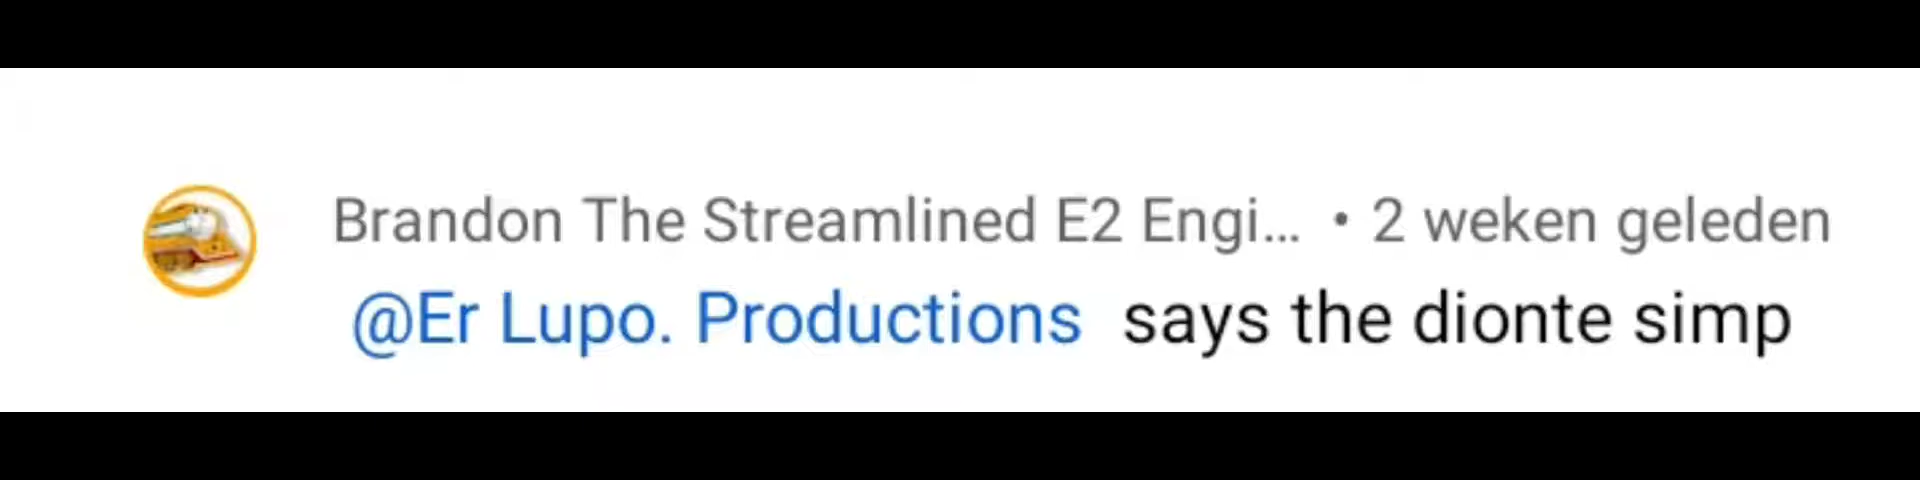 Brandon The Streamlined E2 Engi... • 2 weken geleden
@Er Lupo. Productions says the dionte simp